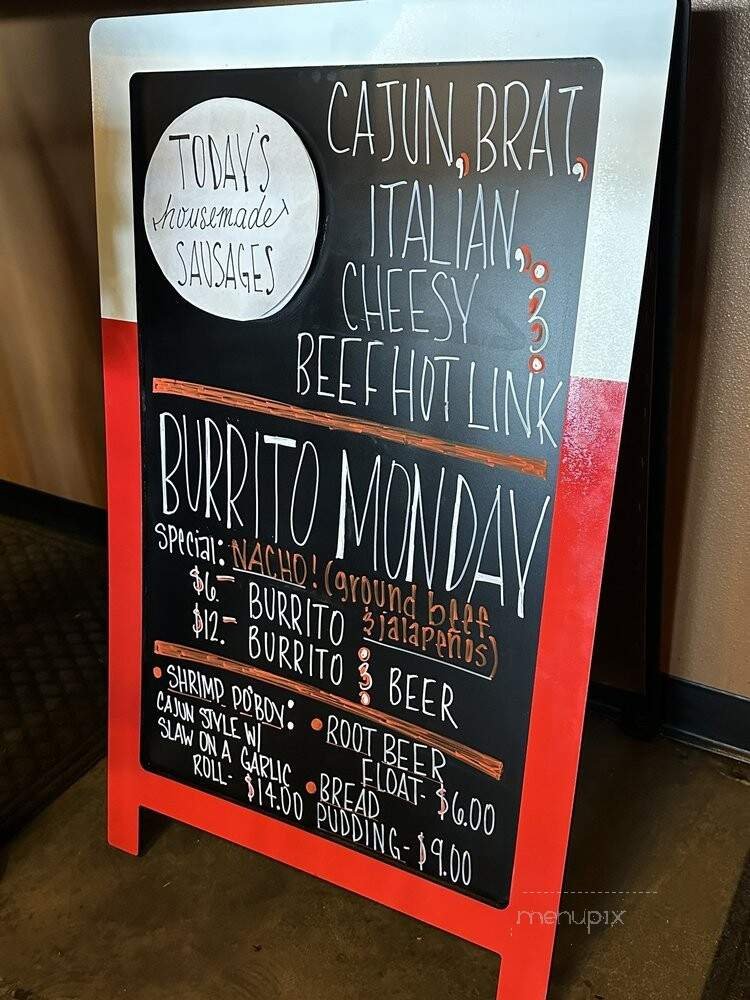 TODAY'S
housemade
SAUSAGES
CAJUN, BRAT,
ITALIAN,
CHEESY &
BEEF HOT LINK
BURRITO MONDAY
Special: NACHO! (ground beef
& jalapeños)
$6.- BURRITO
$12.- BURRITO & BEER
• SHRIMP PO'BOY:
CAJUN STYLE W/
SLAW ON A GARLIC
ROLL- $14.00
• ROOT BEER
FLOAT- $6.00
• BREAD
PUDDING- $9.00
menupix